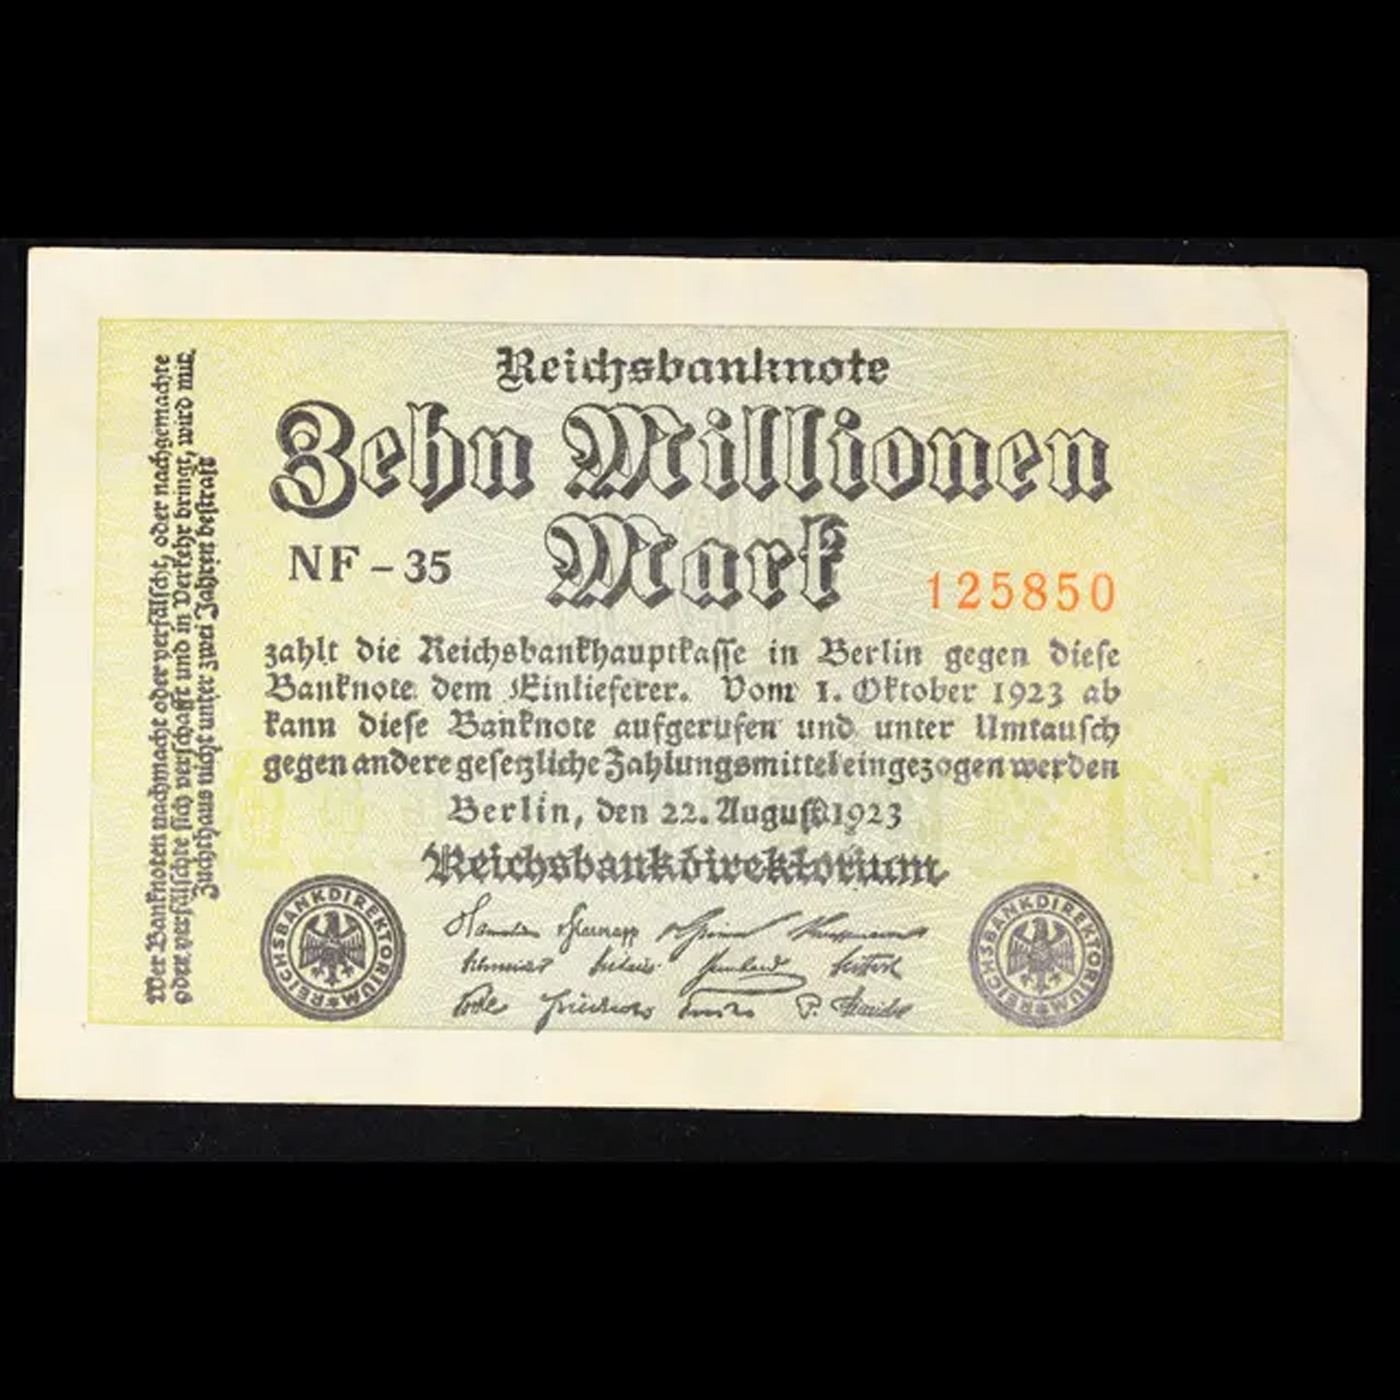 Reichsbanknote
Zehn Millionen
Mark
NF-35
125850
zahlt die Reichsbankhauptkasse in Berlin gegen diese
Banknote dem Einlieferer. Vom 1. Oktober 1923 ab
kann diese Banknote aufgerufen und unter Umtausch
gegen andere gesetzliche Zahlungsmittel eingezogen werden
Berlin, den 22. August 1923
Reichsbankdirektorium
REICHSBANKDIREKTORIUM
REICHSBANKDIREKTORIUM
Wer Banknoten nachmacht oder verfälscht, oder nachgemachte
oder verfälschte sich verschafft und in Verkehr bringt, wird mit
Zuchthaus nicht unter zwei Jahren bestraft